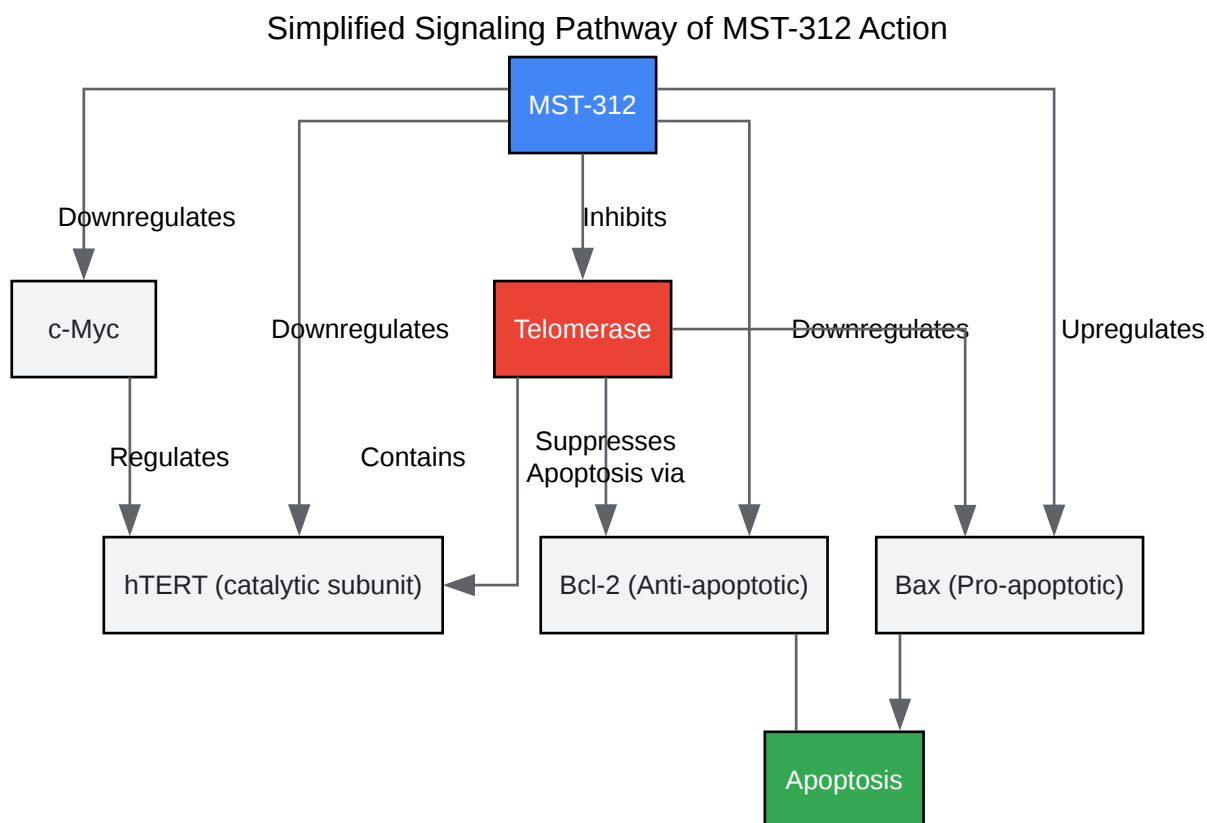 Simplified Signaling Pathway of MST-312 Action
MST-312
Downregulates
Inhibits
c-Myc
Downregulates
Telomerase
Downregulates
Upregulates
Regulates
Contains
Suppresses
Apoptosis via
hTERT (catalytic subunit)
Bcl-2 (Anti-apoptotic)
Bax (Pro-apoptotic)
Apoptosis